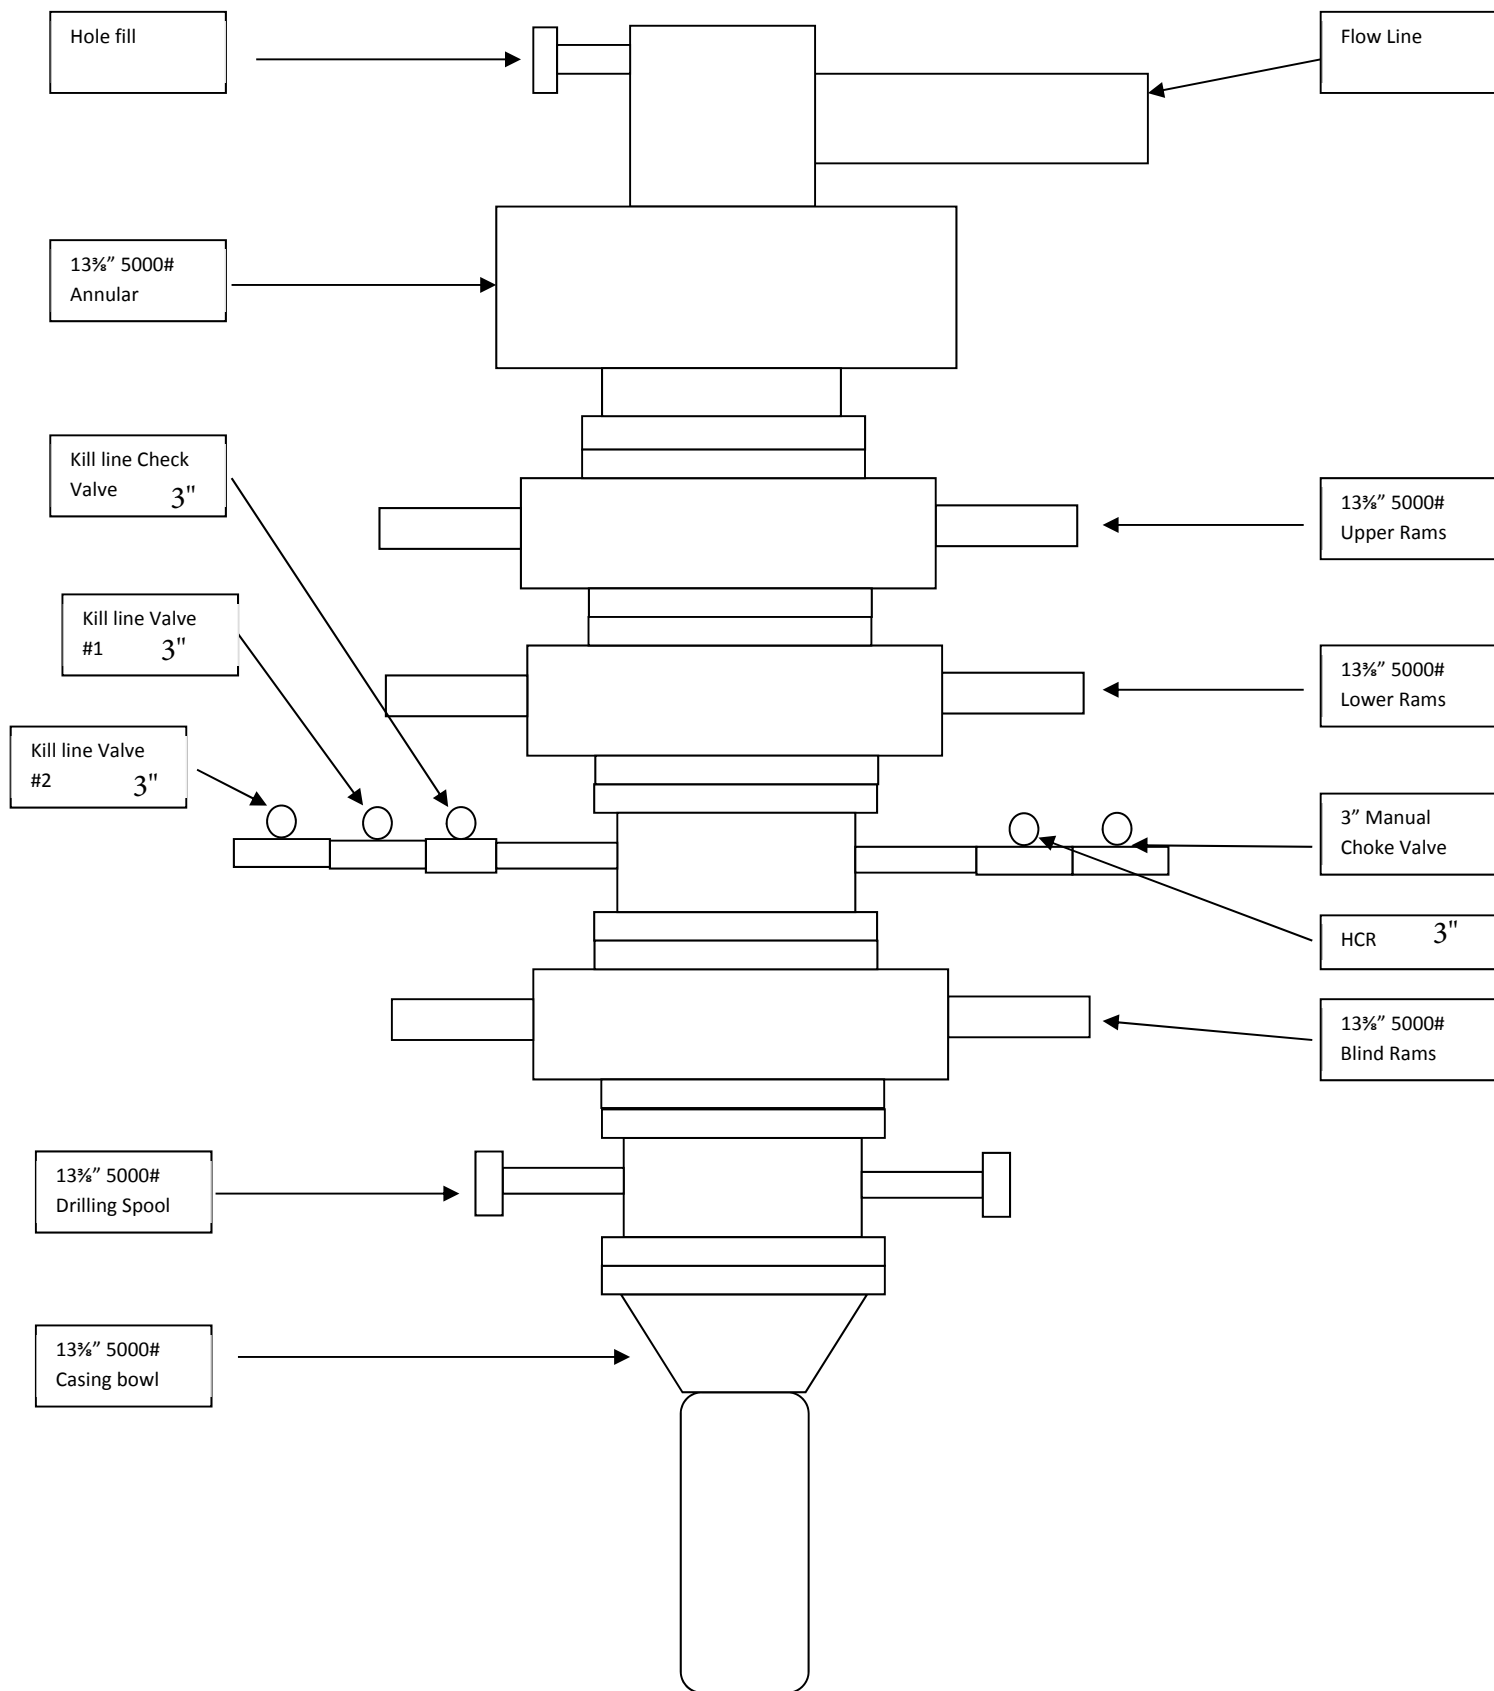 Hole fill
Flow Line
13⅜” 5000#
Annular
Kill line Check
Valve 3"
13⅜” 5000#
Upper Rams
Kill line Valve
#1 3"
13⅜” 5000#
Lower Rams
Kill line Valve
#2 3"
3” Manual
Choke Valve
HCR 3"
13⅜” 5000#
Blind Rams
13⅜” 5000#
Drilling Spool
13⅜” 5000#
Casing bowl